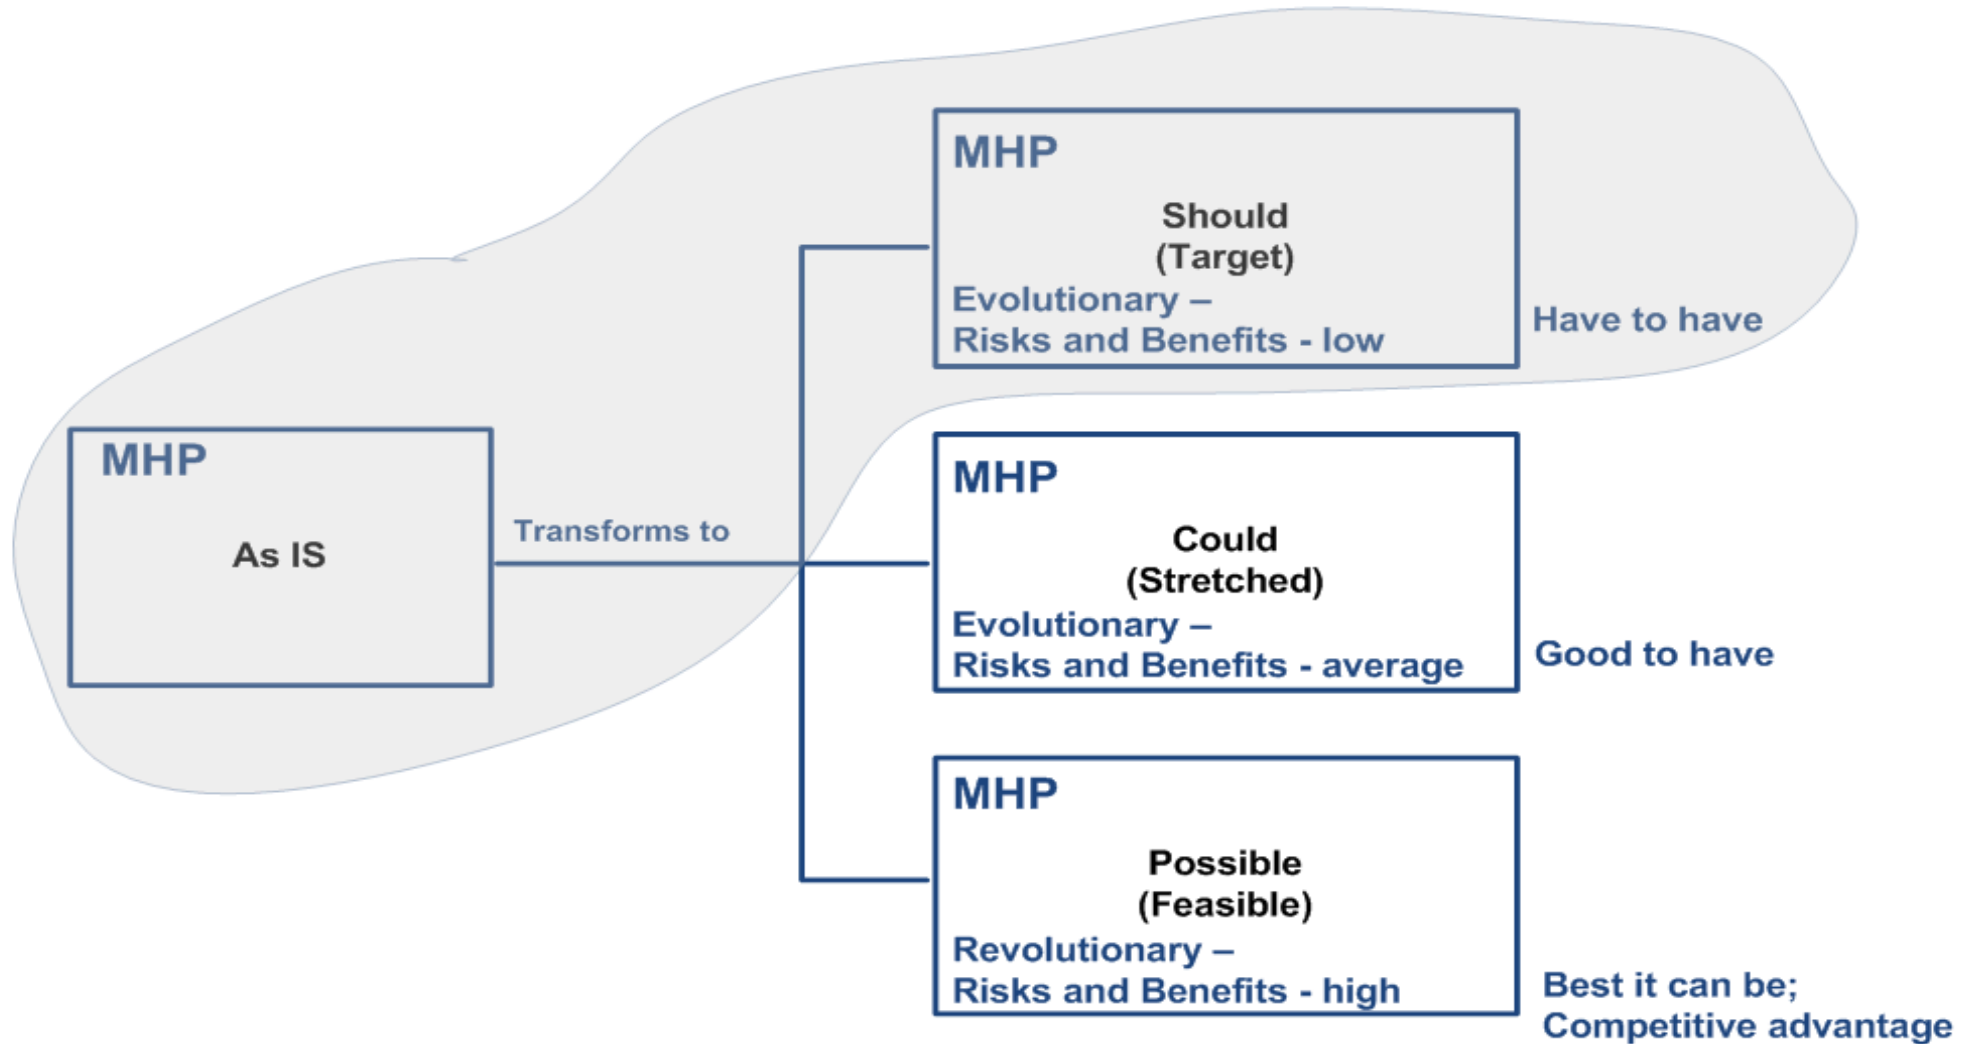 MHP
As IS
Transforms to
MHP
Should
(Target)
Evolutionary –
Risks and Benefits - low
Have to have
MHP
Could
(Stretched)
Evolutionary –
Risks and Benefits - average
Good to have
MHP
Possible
(Feasible)
Revolutionary –
Risks and Benefits - high
Best it can be;
Competitive advantage